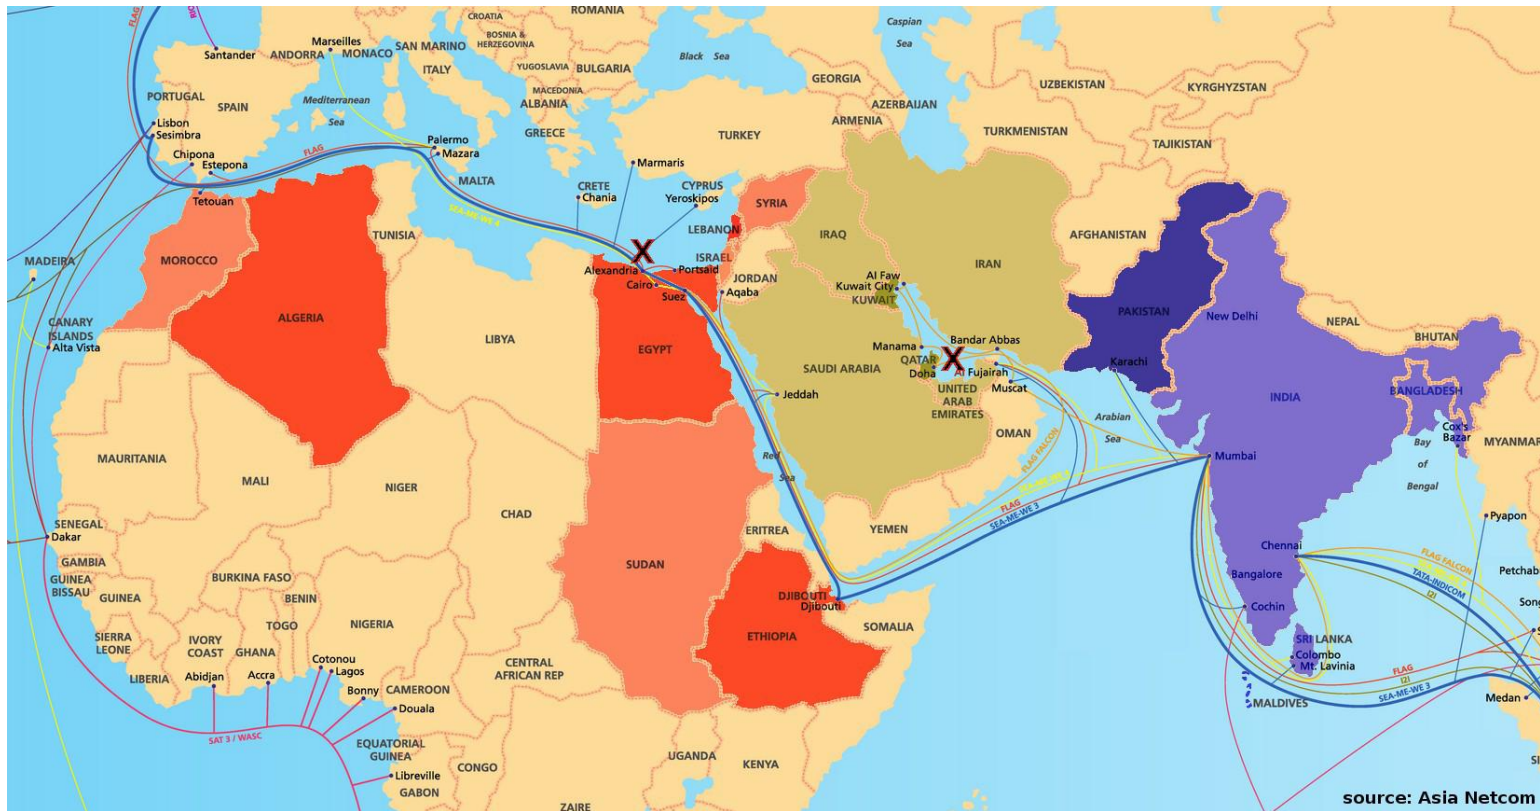 ROMANIA
CROATIA
BOSNIA &
HERZEGOVINA
Caspian
Sea
FLAG
Santander
Marseilles
ANDORRA
MONACO
SAN MARINO
ITALY
YUGOSLAVIA
BULGARIA
Black Sea
GEORGIA
UZBEKISTAN
KYRGHYZSTAN
PORTUGAL
SPAIN
Mediterranean
Sea
MACEDONIA
ALBANIA
GREECE
TURKEY
ARMENIA
AZERBAIJAN
TURKMENISTAN
TAJIKISTAN
Lisbon
Sesimbra
Chipona
Estepona
FLAG
Palermo
Mazara
MALTA
Marmaris
CRETE
Chania
CYPRUS
Yeroskipos
Tetouan
SEA-ME-WE 4
SYRIA
LEBANON
IRAQ
IRAN
AFGHANISTAN
TUNISIA
MADEIRA
MOROCCO
X
ISRAEL
JORDAN
Alexandria
Portsaid
Cairo
Suez
Aqaba
Al Faw
Kuwait City
KUWAIT
PAKISTAN
New Delhi
NEPAL
BHUTAN
CANARY
ISLANDS
Alta Vista
ALGERIA
LIBYA
EGYPT
Manama
QATAR
Doha
X
Bandar Abbas
Al Fujairah
Muscat
Karachi
SAUDI ARABIA
UNITED
ARAB
EMIRATES
Jeddah
OMAN
Arabian
Sea
INDIA
BANGLADESH
Cox's
Bazar
MYANMAR
Bay
of
Bengal
MAURITANIA
MALI
NIGER
CHAD
Red
Sea
FLAG FALCON
SEA-ME-WE 4
FLAG
SEA-ME-WE 3
Mumbai
SENEGAL
Dakar
GAMBIA
GUINEA
BISSAU
GUINEA
BURKINA FASO
BENIN
SUDAN
ERITREA
YEMEN
Pyapon
Chennai
Bangalore
Cochin
FLAG FALCON
TATA-INDICOM
I2I
Petchab
Song
SIERRA
LEONE
LIBERIA
IVORY
COAST
GHANA
TOGO
NIGERIA
DJIBOUTI
Djibouti
ETHIOPIA
SOMALIA
SRI LANKA
Colombo
Mt. Lavinia
MALDIVES
FLAG
I2I
SEA-ME-WE 3
Medan
Abidjan
Accra
Cotonou
Lagos
Bonny
CAMEROON
Douala
CENTRAL
AFRICAN REP
SAT 3 / WASC
EQUATORIAL
GUINEA
Libreville
GABON
CONGO
ZAIRE
UGANDA
KENYA
SI
source: Asia Netcom